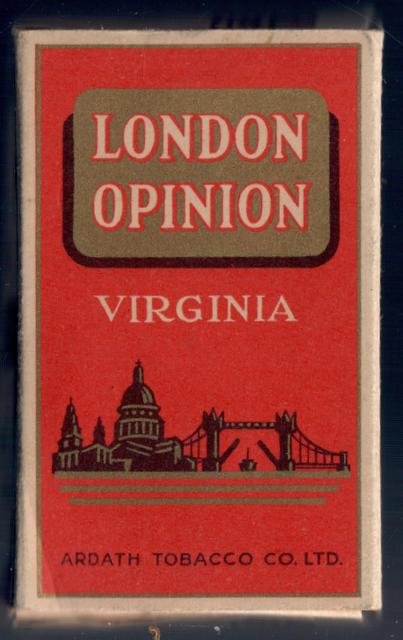 LONDON
OPINION
VIRGINIA
ARDATH TOBACCO CO. LTD.